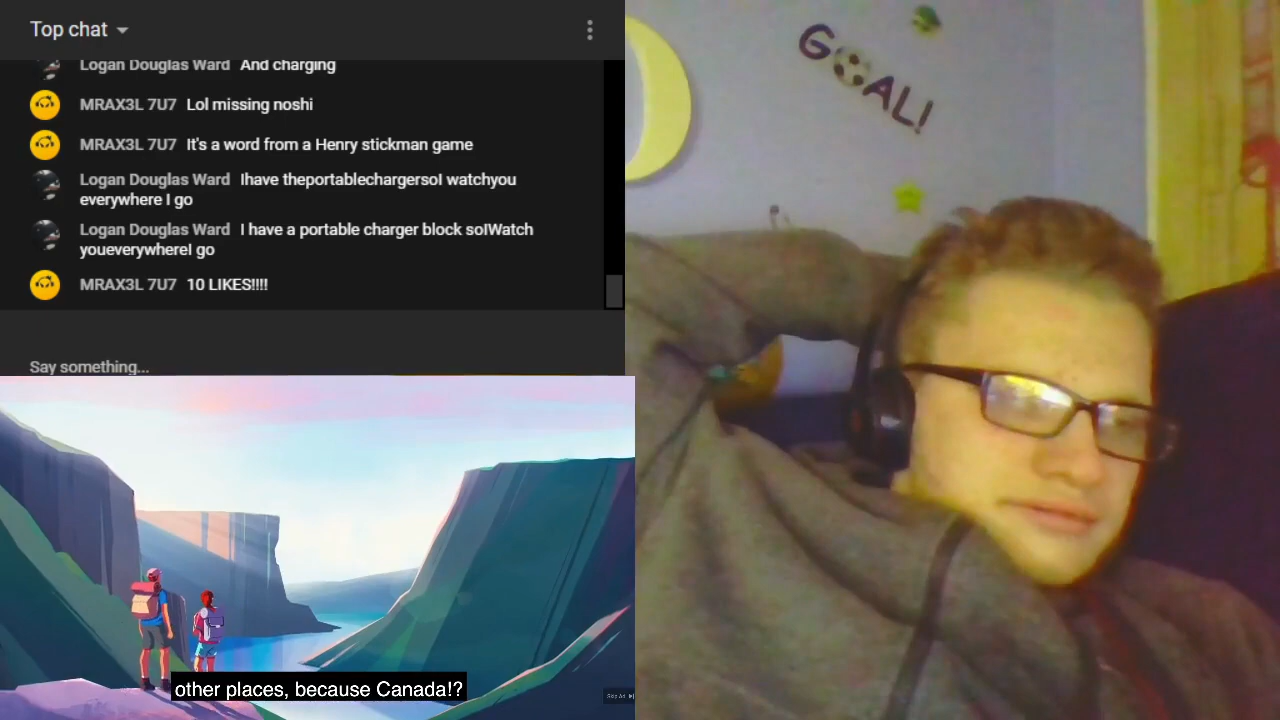 Top chat
Logan Douglas Ward And charging
MRAX3L 7U7 Lol missing noshi
MRAX3L 7U7 It's a word from a Henry stickman game
Logan Douglas Ward Ihave theportablechargersoI watchyou
everywhere I go
Logan Douglas Ward I have a portable charger block soIWatch
youeverywhereI go
MRAX3L 7U7 10 LIKES!!!!
Say something...
GOAL!
other places, because Canada!?
Skip Ad